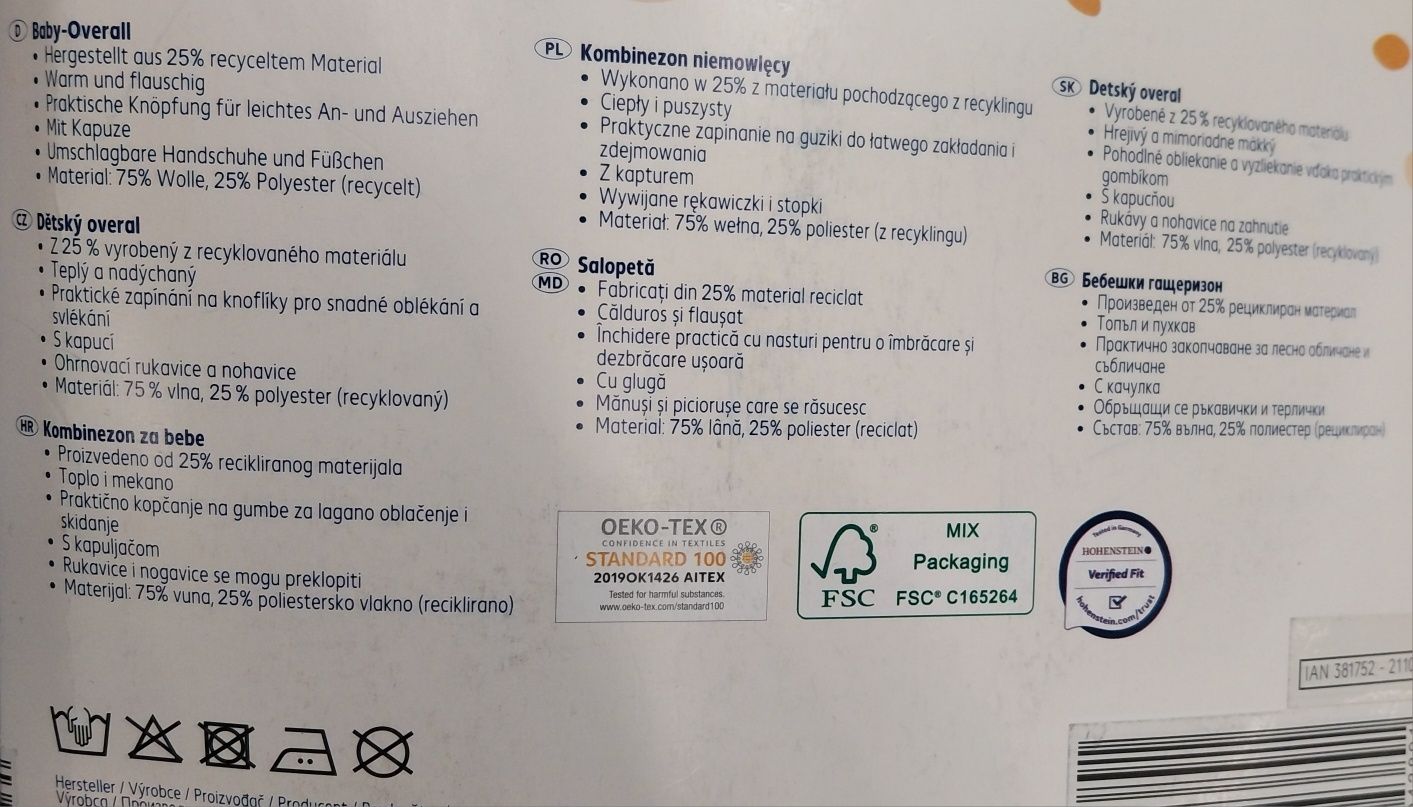 D Baby-Overall
• Hergestellt aus 25% recyceltem Material
• Warm und flauschig
• Praktische Knöpfung für leichtes An- und Ausziehen
• Mit Kapuze
• Umschlagbare Handschuhe und Füßchen
• Material: 75% Wolle, 25% Polyester (recycelt)
CZ Dětský overal
• Z 25 % vyrobený z recyklovaného materiálu
• Teplý a nadýchaný
• Praktické zapínání na knoflíky pro snadné oblékání a
svlékání
• S kapucí
• Ohrnovací rukavice a nohavice
• Materiál: 75 % vlna, 25 % polyester (recyklovaný)
HR Kombinezon za bebe
• Proizvedeno od 25% recikliranog materijala
• Toplo i mekano
• Praktično kopčanje na gumbe za lagano oblačenje i
skidanje
• S kapuljačom
• Rukavice i nogavice se mogu preklopiti
• Materijal: 75% vuna, 25% poliestersko vlakno (reciklirano)
PL Kombinezon niemowlęcy
• Wykonano w 25% z materiału pochodzącego z recyklingu
• Ciepły i puszysty
• Praktyczne zapinanie na guziki do łatwego zakładania i
zdejmowania
• Z kapturem
• Wywijane rękawiczki i stopki
• Materiał: 75% wełna, 25% poliester (z recyklingu)
RO MD Salopetă
• Fabricați din 25% material reciclat
• Călduros și flaușat
• Închidere practică cu nasturi pentru o îmbrăcare și
dezbrăcare ușoară
• Cu glugă
• Mănuși și piciorușe care se răsucesc
• Material: 75% lână, 25% poliester (reciclat)
SK Detský overal
• Vyrobené z 25 % recyklovaného materiálu
• Hrejivý a mimoriadne mäkký
• Pohodlné obliekanie a vyzliekanie vďaka praktickým
gombíkom
• S kapucňou
• Rukávy a nohavice na zahnutie
• Materiál: 75% vlna, 25% polyester (recyklovaný)
BG Бебешки гащеризон
• Произведен от 25% рециклиран материал
• Топъл и пухкав
• Практично закопчаване за лесно обличане и
събличане
• С качулка
• Обръщащи се ръкавички и терлички
• Състав: 75% вълна, 25% полиестер (рециклиран)
OEKO-TEX®
CONFIDENCE IN TEXTILES
STANDARD 100
2019OK1426 AITEX
Tested for harmful substances.
www.oeko-tex.com/standard100
FSC ®
MIX
Packaging
FSC® C165264
Tested in Germany
HOHENSTEIN
Verified Fit
hohenstein.com/trust
IAN 381752 - 2110
Hersteller / Výrobce / Proizvođač / Producent /
Výrobca /